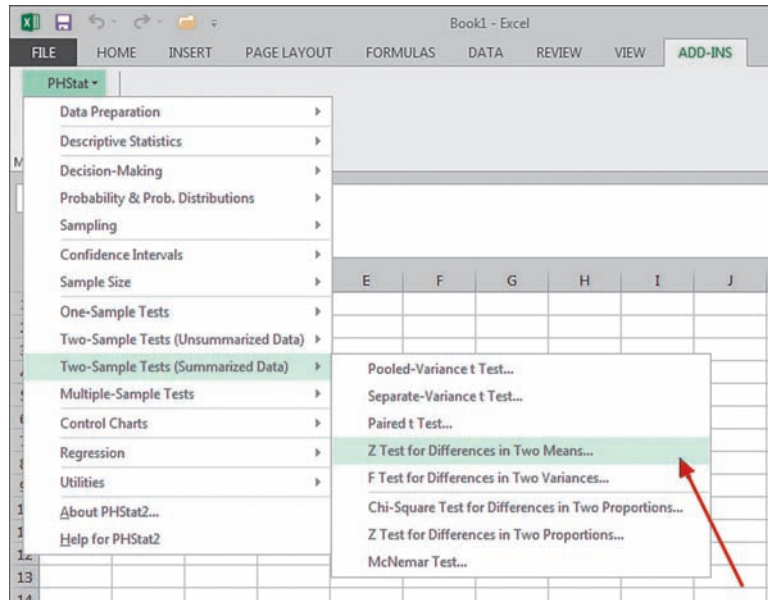 Book1 - Excel
FILE HOME INSERT PAGE LAYOUT FORMULAS DATA REVIEW VIEW ADD-INS
PHStat
Data Preparation
Descriptive Statistics
Decision-Making
Probability & Prob. Distributions
Sampling
Confidence Intervals
Sample Size
One-Sample Tests
Two-Sample Tests (Unsummarized Data)
Two-Sample Tests (Summarized Data)
Multiple-Sample Tests
Control Charts
Regression
Utilities
About PHStat2...
Help for PHStat2
Pooled-Variance t Test...
Separate-Variance t Test...
Paired t Test...
Z Test for Differences in Two Means...
F Test for Differences in Two Variances...
Chi-Square Test for Differences in Two Proportions...
Z Test for Differences in Two Proportions...
McNemar Test...
M
E F G H I J
12
13
14